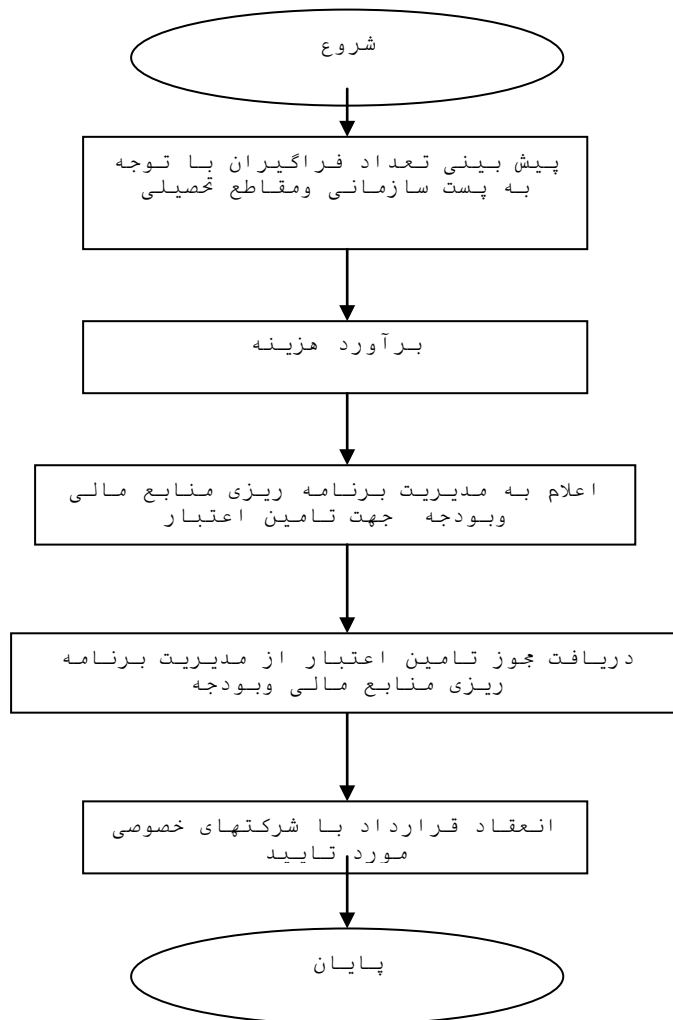 شروع
پیش بینی تعداد فراگیران با توجه
به پست سازمانی ومقاطع تحصیلی
برآورد هزینه
اعلام به مدیریت برنامه ریزی منابع مالی
وبودجه جهت تامین اعتبار
دریافت مجوز تامین اعتبار از مدیریت برنامه
ریزی منابع مالی وبودجه
انعقاد قرارداد با شرکتهای خصوصی
مورد تایید
پایان